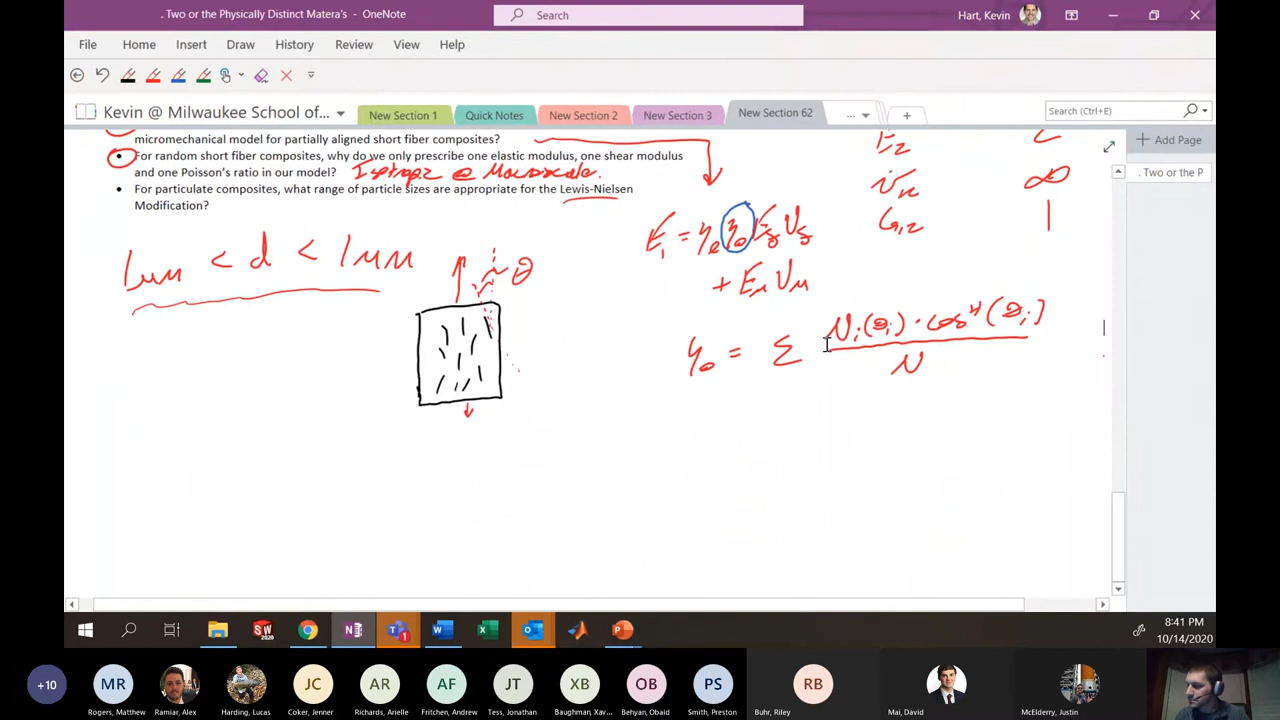 . Two or the Physically Distinct Matera's - OneNote
Search
Hart, Kevin
File Home Insert Draw History Review View Help
Kevin @ Milwaukee School of...
New Section 1
Quick Notes
New Section 2
New Section 3
New Section 62
...
Search (Ctrl+E)
Add Page
. Two or the P
micromechanical model for partially aligned short fiber composites?
• For random short fiber composites, why do we only prescribe one elastic modulus, one shear modulus
and one Poisson's ratio in our model? Isotropic @ Macroscale.
• For particulate composites, what range of particle sizes are appropriate for the Lewis-Nielsen
Modification?
E₂
ν₁₂ ∞
G₁₂ 1
1μm < d < 1mm
θ
E₁ = η_ℓ η_o E_f V_f
+ E_m V_m
η_o = Σ N_i(θ_i) · cos⁴(θ_i)
N
8:41 PM
10/14/2020
+10
MR
JC
AR
AF
JT
XB
OB
PS
RB
Rogers, Matthew
Ramiar, Alex
Harding, Lucas
Coker, Jenner
Richards, Arielle
Fritchen, Andrew
Tess, Jonathan
Baughman, Xav...
Behyan, Obaid
Smith, Preston
Buhr, Riley
Mai, David
McElderry, Justin